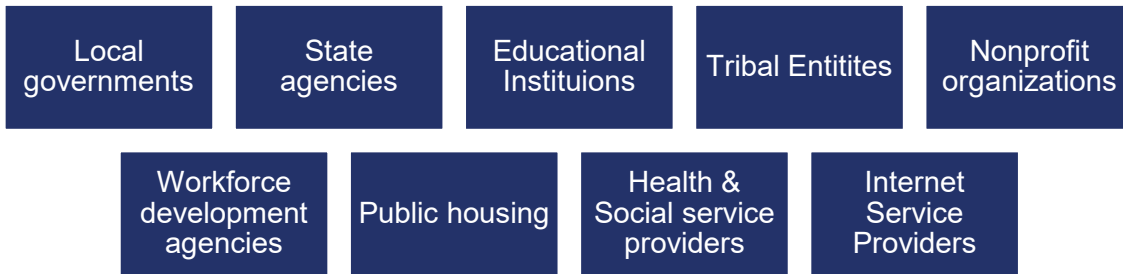 Local
governments
State
agencies
Educational
Instituions
Tribal Entitites
Nonprofit
organizations
Workforce
development
agencies
Public housing
Health &
Social service
providers
Internet
Service
Providers